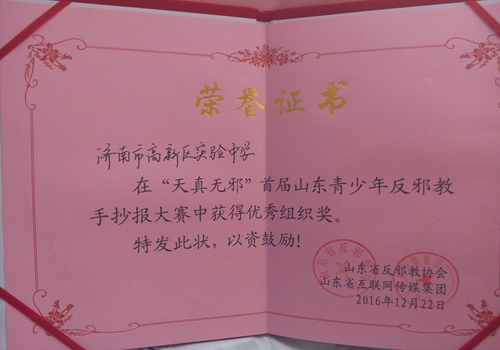 荣誉证书
济南市高新区实验中学
在“天真无邪”首届山东青少年反邪教
手抄报大赛中获得优秀组织奖。
特发此状，以资鼓励！
山东省反邪教协会
山东省互联网传媒集团
2016年12月22日